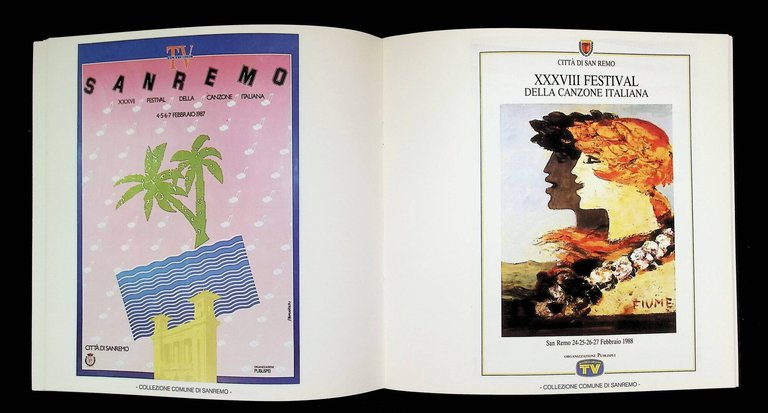 TV
SANREMO
XXXVII FESTIVAL DELLA CANZONE ITALIANA
4-5-6-7 FEBBRAIO 1987
CITTÀ DI SANREMO
ORGANIZZAZIONE
PUBLISPEI
- COLLEZIONE COMUNE DI SANREMO -
CITTÀ DI SAN REMO
XXXVIII FESTIVAL
DELLA CANZONE ITALIANA
FIUME
San Remo 24-25-26-27 Febbraio 1988
ORGANIZZAZIONE PUBLISPEI
TV
- COLLEZIONE COMUNE DI SANREMO -